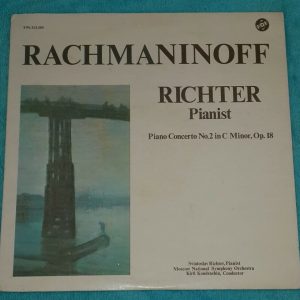 RACHMANINOFF
RICHTER
Pianist
Piano Concerto No.2 in C Minor, Op. 18
Sviatoslav Richter, Pianist
Moscow National Symphony Orchestra
Kiril Kondrashin, Conductor